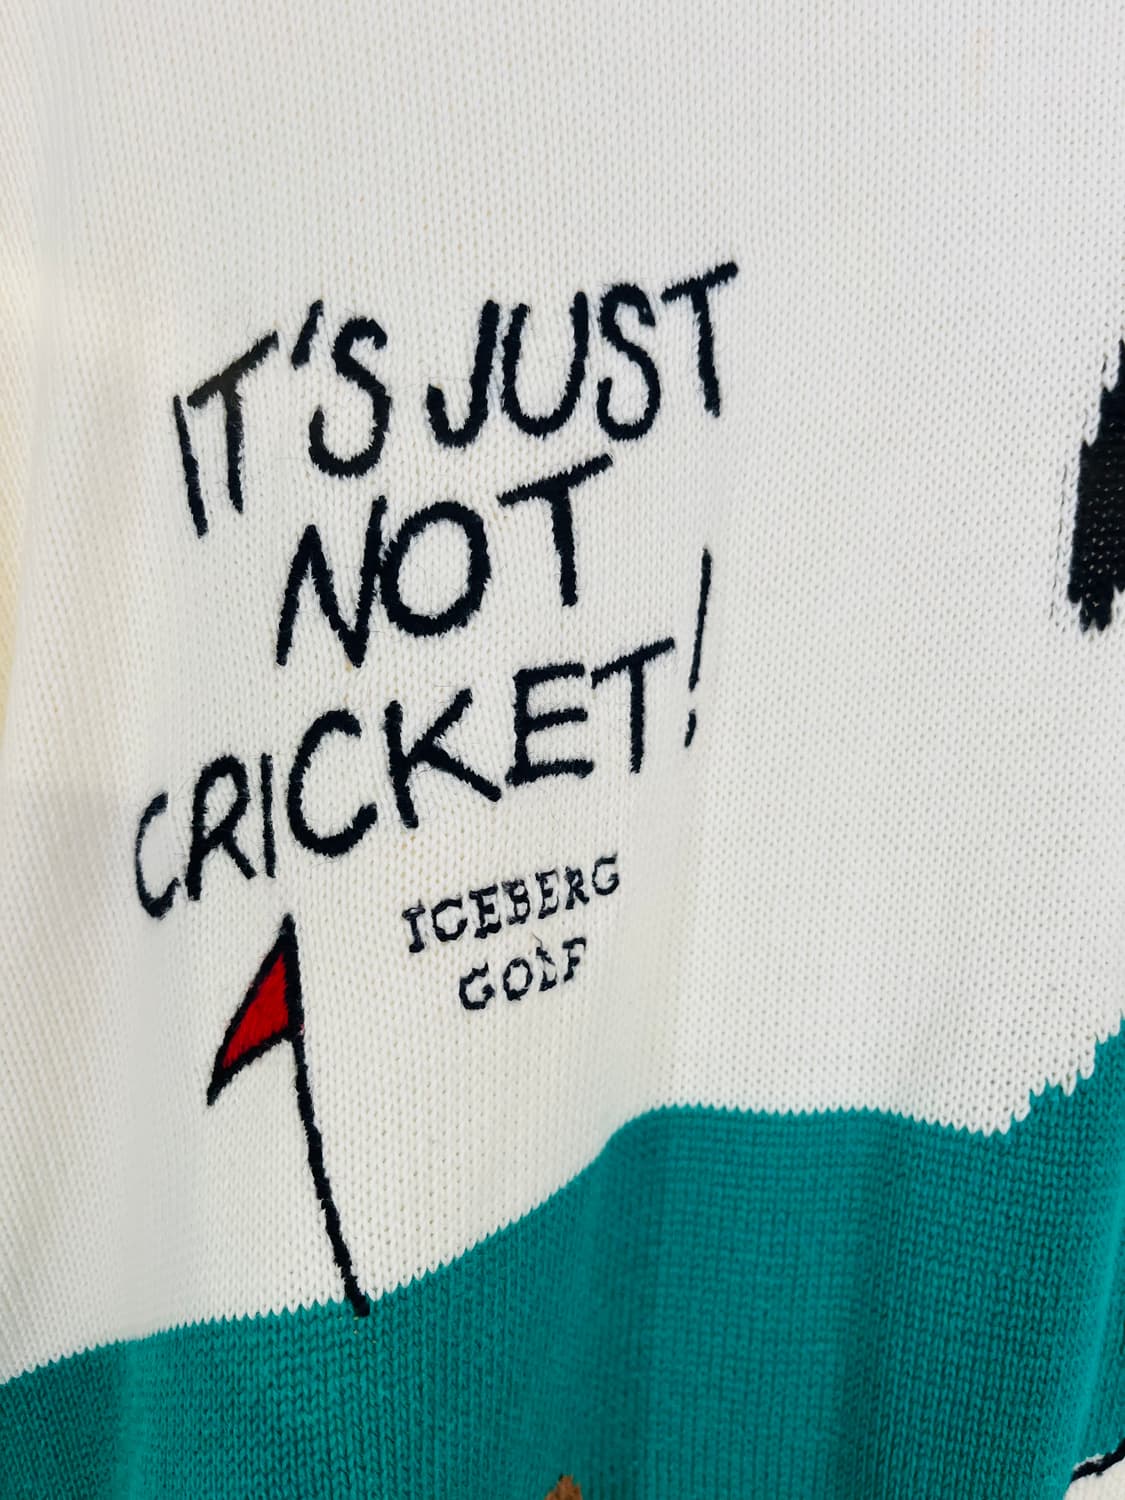 IT'S JUST
NOT
CRICKET!
ICEBERG
GOLF